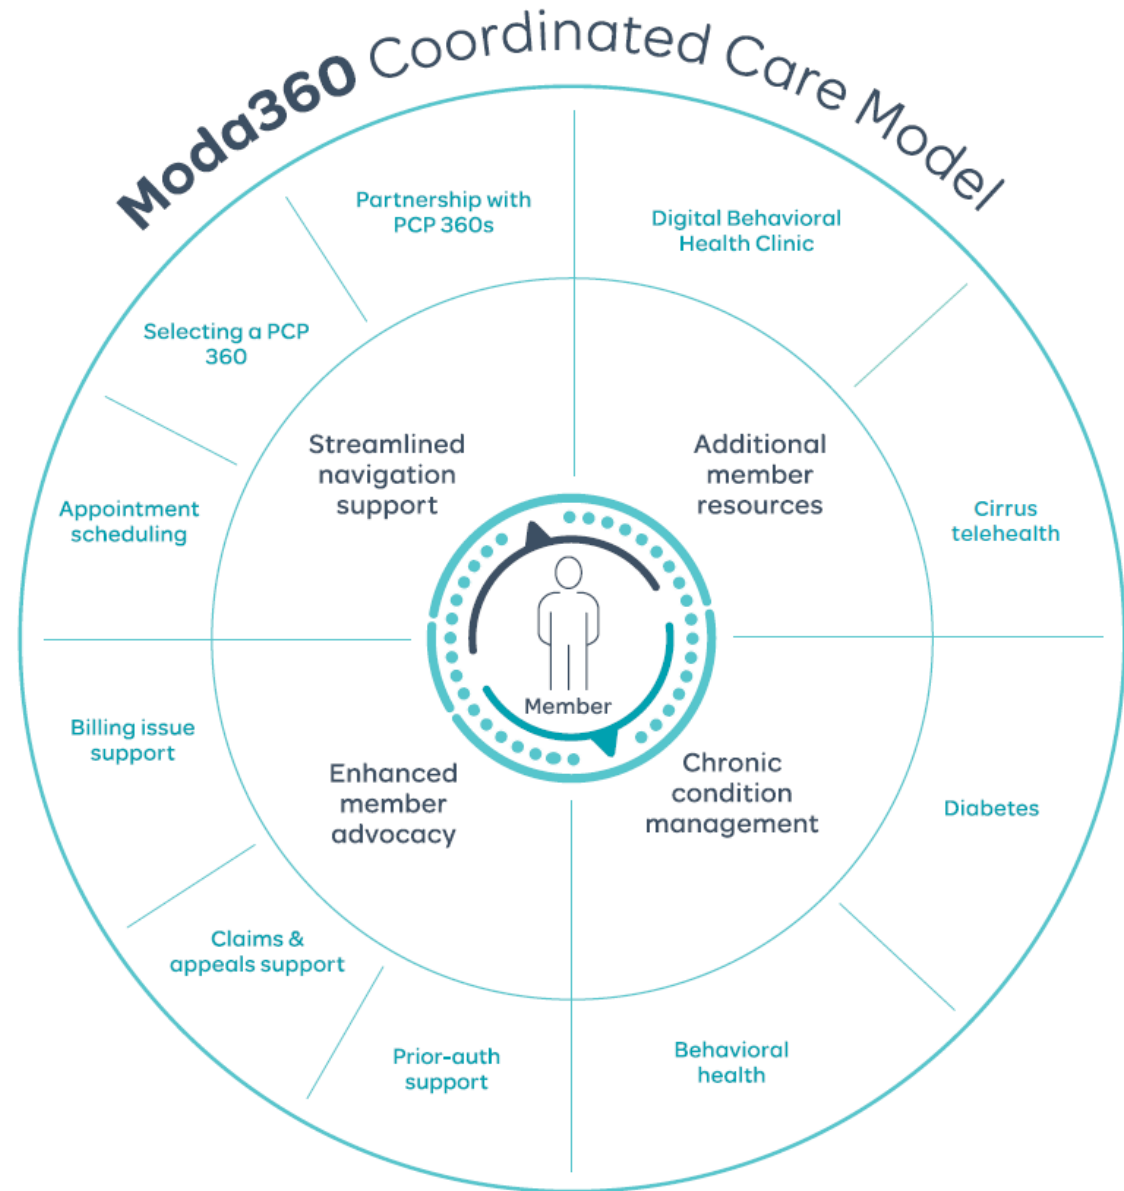 Moda360 Coordinated Care Model
Partnership with
PCP 360s
Digital Behavioral
Health Clinic
Selecting a PCP
360
Streamlined
navigation
support
Additional
member
resources
Appointment
scheduling
Cirrus
telehealth
Member
Billing issue
support
Enhanced
member
advocacy
Chronic
condition
management
Diabetes
Claims &
appeals support
Prior-auth
support
Behavioral
health